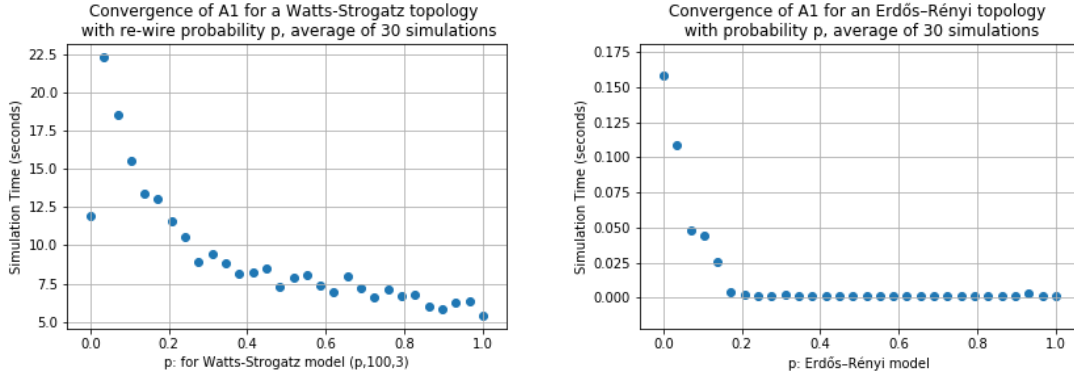 Convergence of A1 for a Watts-Strogatz topology
with re-wire probability p, average of 30 simulations
22.5
20.0
17.5
15.0
12.5
10.0
7.5
5.0
Simulation Time (seconds)
0.0 0.2 0.4 0.6 0.8 1.0
p: for Watts-Strogatz model (p,100,3)
Convergence of A1 for an Erdős–Rényi topology
with probability p, average of 30 simulations
0.175
0.150
0.125
0.100
0.075
0.050
0.025
0.000
Simulation Time (seconds)
0.0 0.2 0.4 0.6 0.8 1.0
p: Erdős–Rényi model